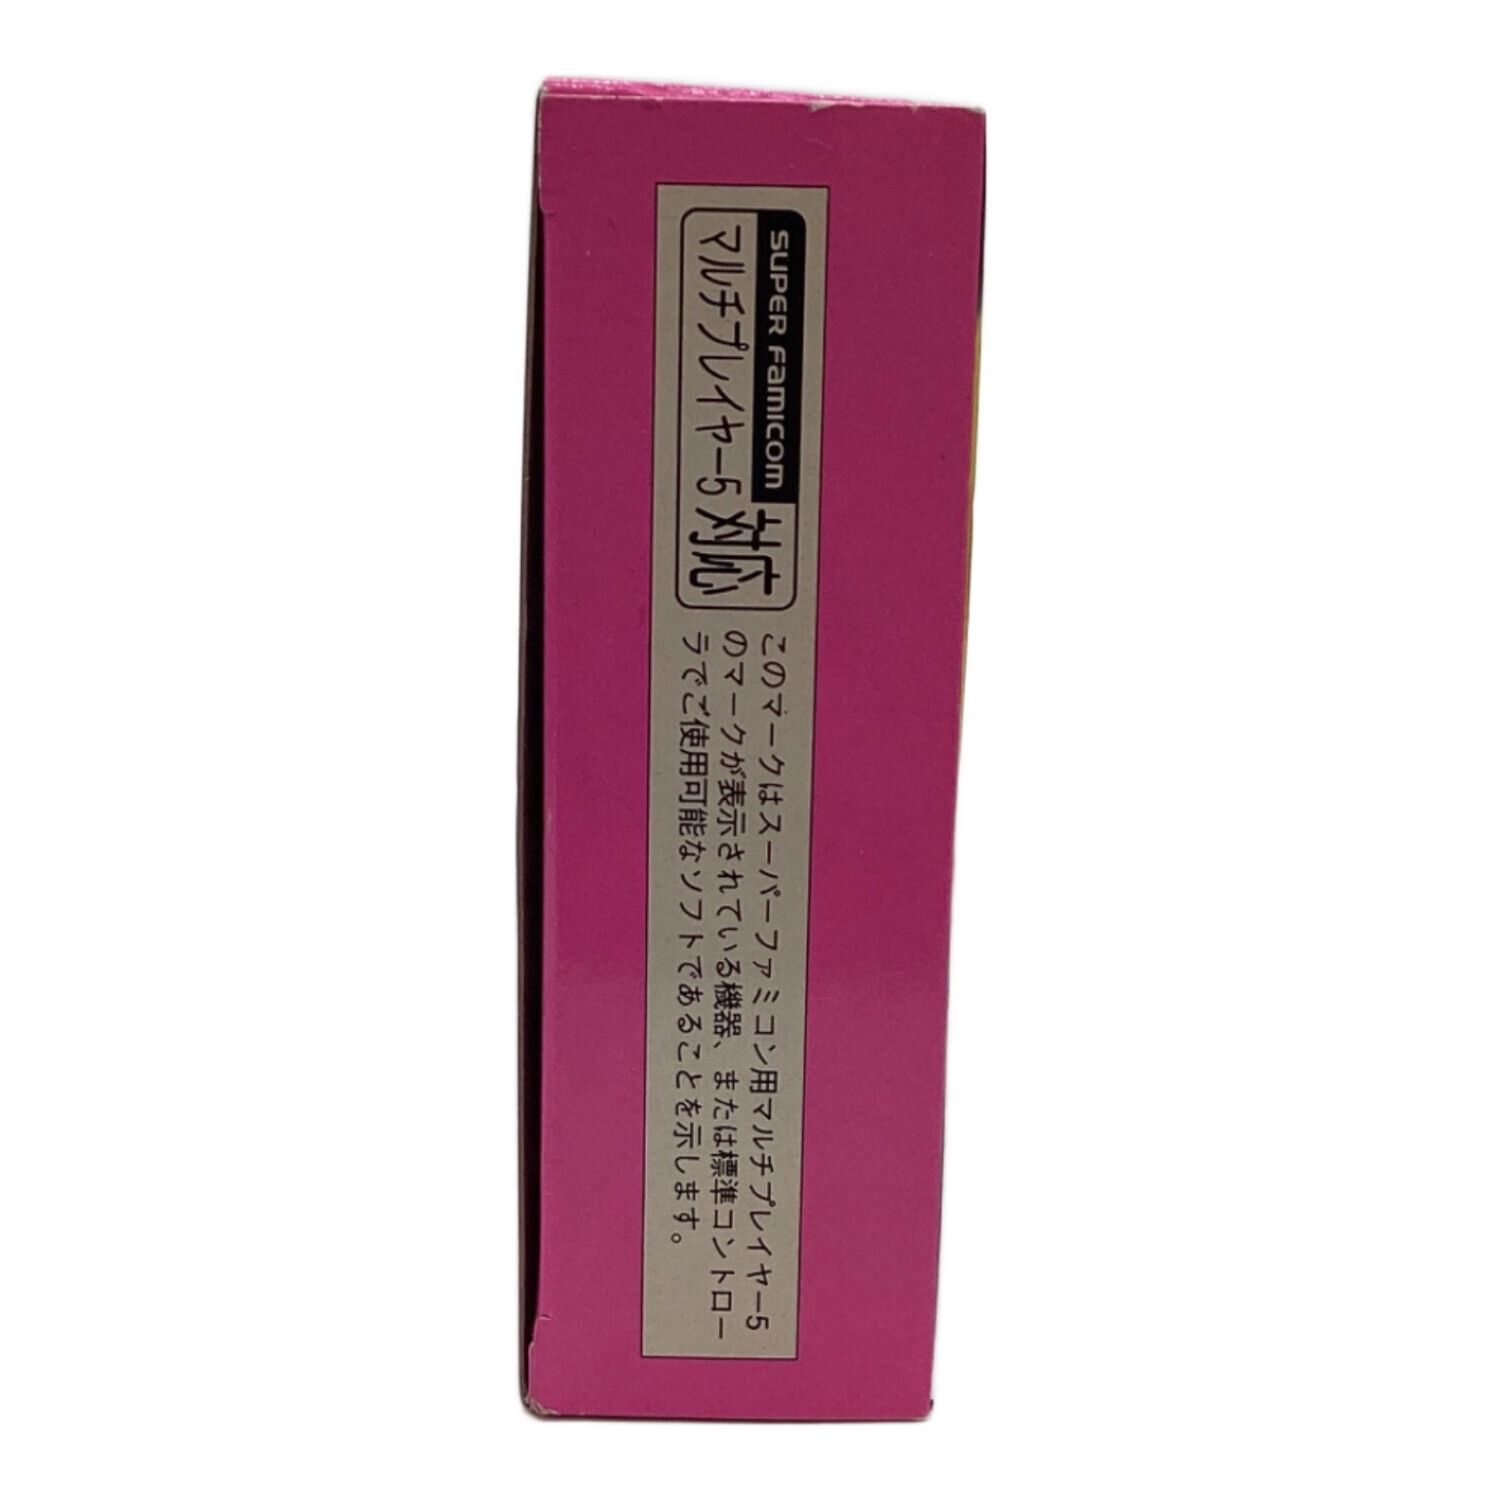 SUPER FAMICOM
マルチプレイヤー5 対応
このマークはスーパーファミコン用マルチプレイヤー5
のマークが表示されている機器、または標準コントロー
ラでご使用可能なソフトであることを示します。